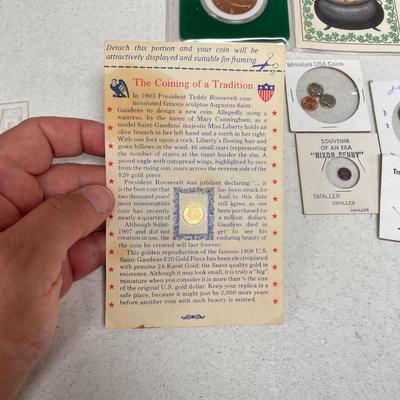 Detach this portion and your coin will be
attractively displayed and suitable for framing
The Coining of a Tradition
In 1905, President Teddy Roosevelt com-
missioned famous sculptor Augustus Saint-
Gaudens to design a new coin. Allegedly using a
waitress, by the name of Mary Cunningham, as a
model Saint-Gaudens' majestic Miss Liberty holds an
olive branch in her left hand and a torch in her right.
With one foot upon a rock, Liberty's flowing hair and
gown billows in the wind. 46 small stars (representing
the number of states at the time) border the rim. A
proud eagle with outspread wings, highlighted by rays
from the rising sun, soars across the reverse side of the
$20 gold piece.
President Roosevelt was jubilant declaring "... it
is the best coin that has been struck for
two thousand years" And to this date
most numismatists still agree, as one
coin has recently been purchased for
nearly a quarter of a million dollars.
Although Saint- Gaudens died in
1907 and did not get to see his
creation in use, the enduring beauty of
the coin he created will last forever.
This golden reproduction of the famous 1908 U.S.
Saint-Gaudens $20 Gold Piece has been electroplated
with genuine 24-Karat Gold; the finest quality gold in
existence. Although it may look small, it is truly a "big"
miniature when you consider it is more than the size
of the original U.S. gold dollar. Keep your replica in a
safe place, because it might just be 2,000 more years
before another coin with such beauty is minted.
Miniature USA Coins
SOUVENIR
OF AN ERA
"NIXON PENNY"
SMALLER
SMALLER
SMALLER